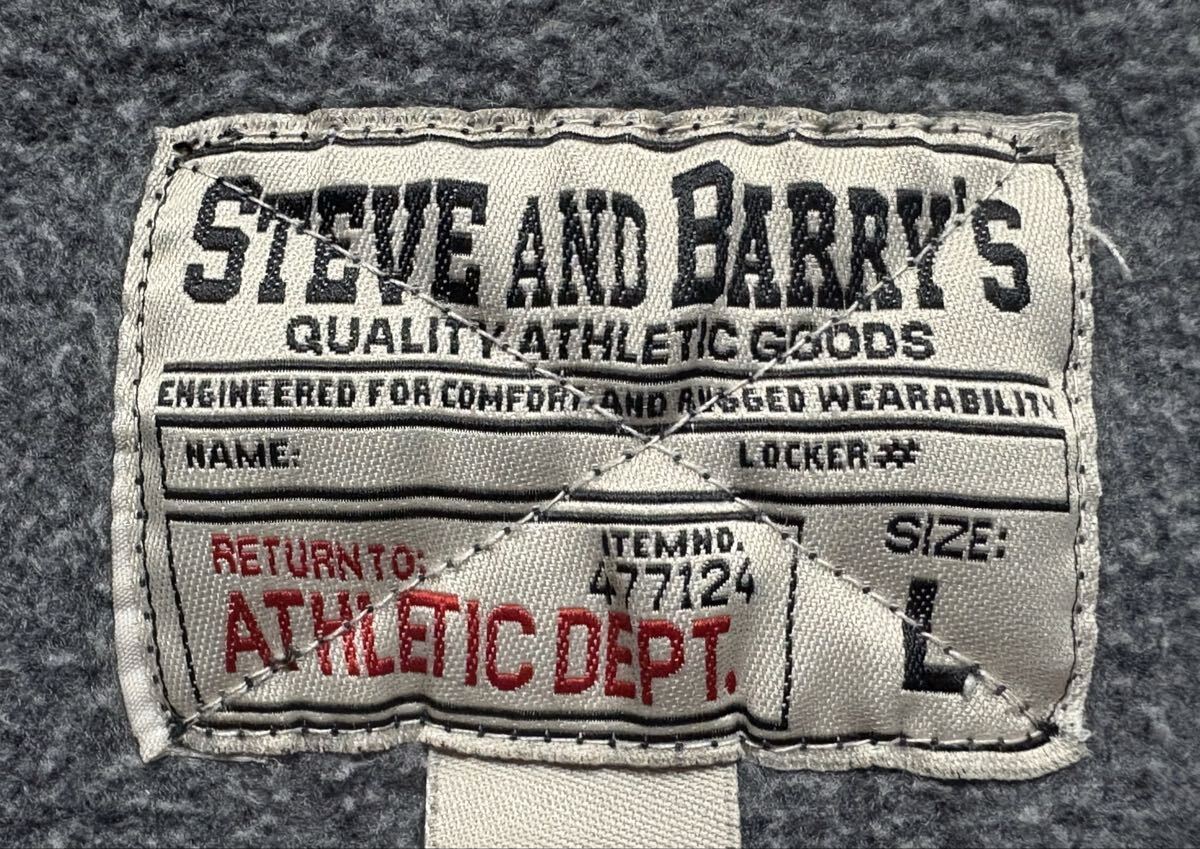 STEVE AND BARRY'S
QUALITY ATHLETIC GOODS
ENGINEERED FOR COMFORT AND RUGGED WEARABILITY
NAME: LOCKER#
RETURN TO:
ATHLETIC DEPT.
ITEM NO.
477124
SIZE:
L